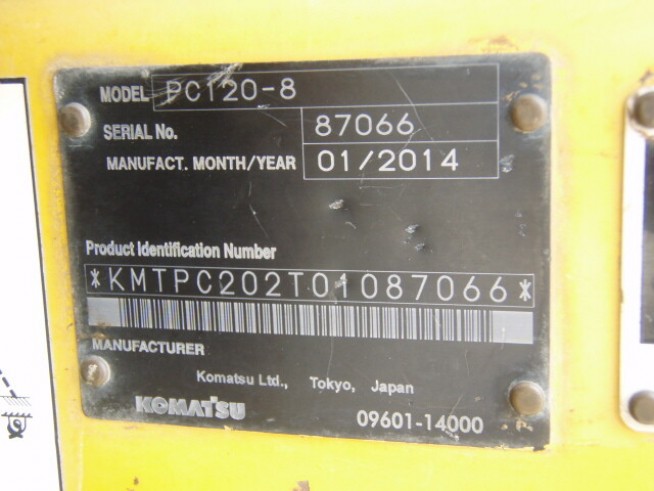 MODEL PC120-8
SERIAL No. 87066
MANUFACT. MONTH/YEAR 01/2014
Product Identification Number
*KMTPC202T01087066*
MANUFACTURER
Komatsu Ltd., Tokyo, Japan
KOMATSU
09601-14000